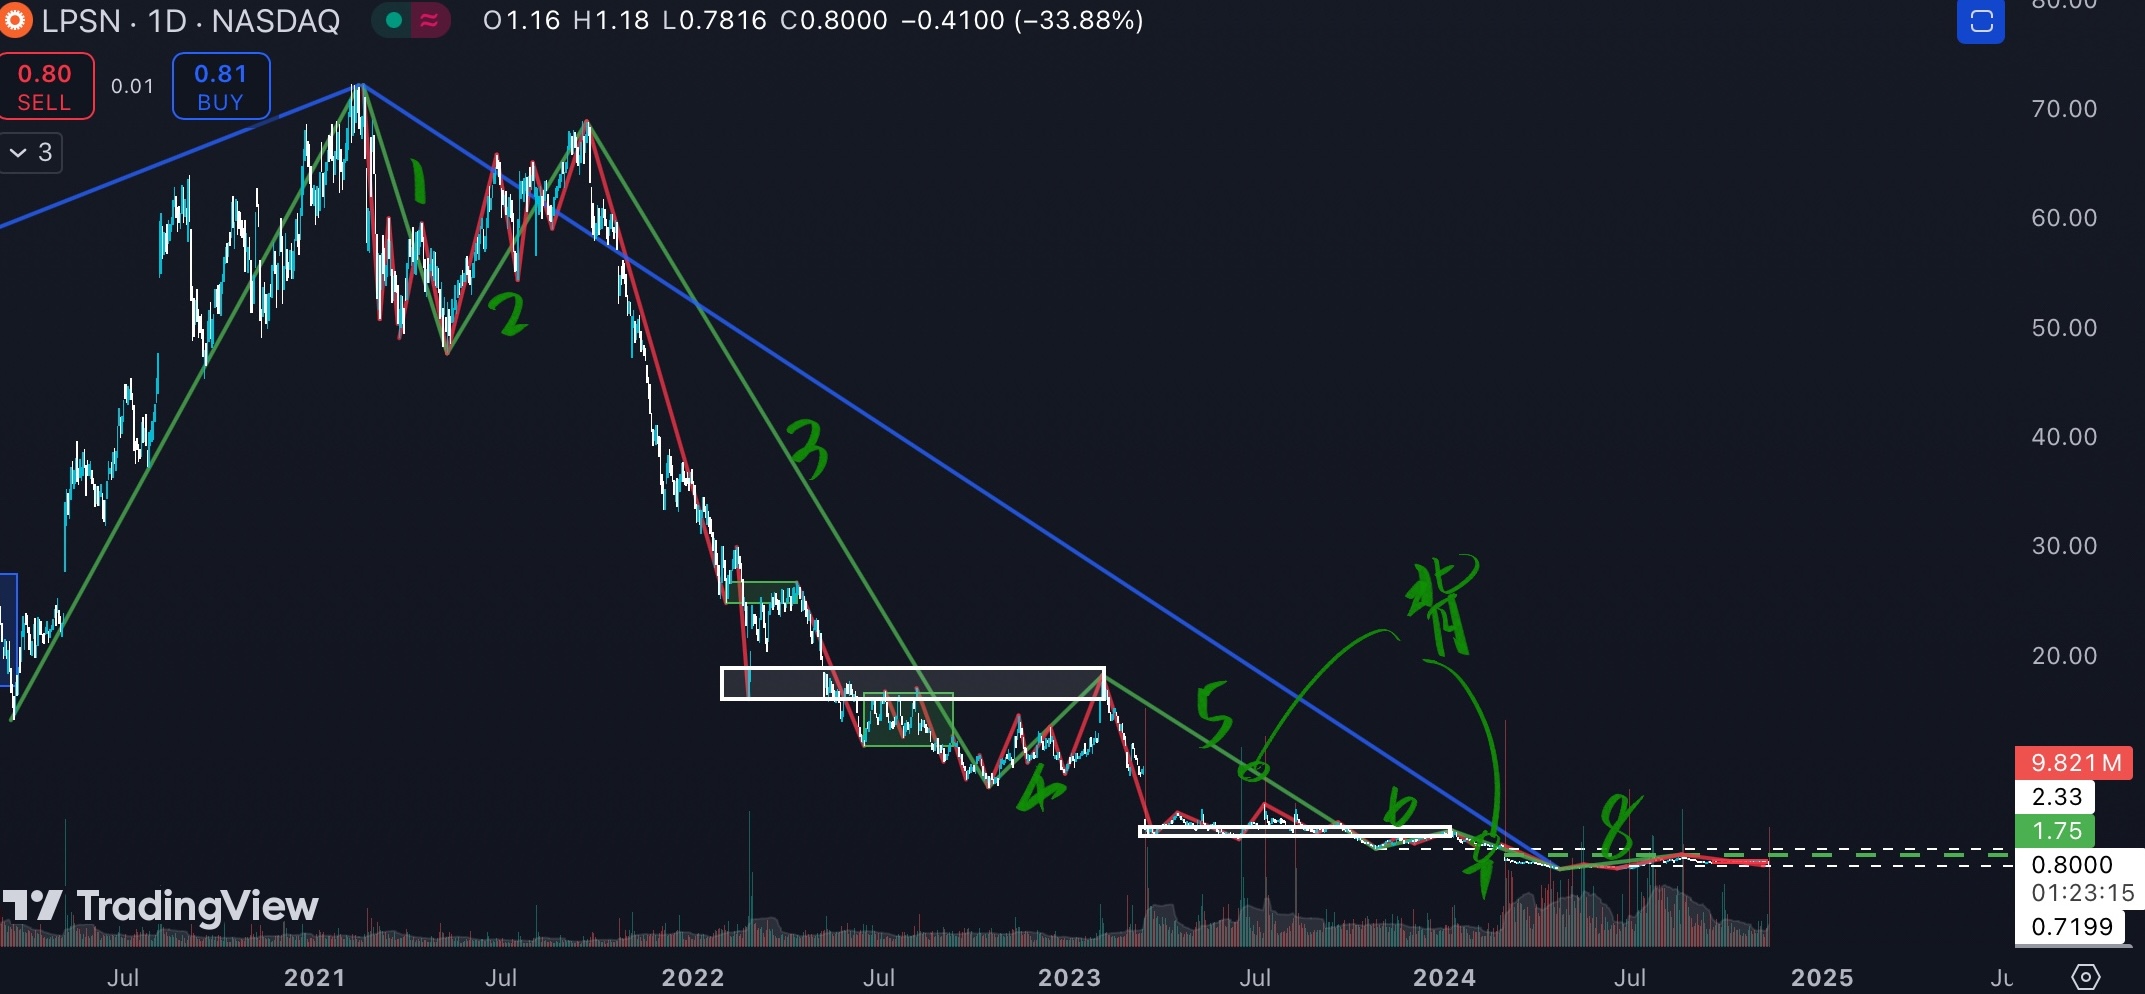 LPSN · 1D · NASDAQ
≈
O1.16 H1.18 L0.7816 C0.8000 −0.4100 (−33.88%)
0.80
SELL
0.01
0.81
BUY
3
80.00
70.00
60.00
50.00
40.00
30.00
20.00
9.821 M
2.33
1.75
0.8000
01:23:15
0.7199
1
2
3
4
5
6
背
8
TradingView
Jul
2021
Jul
2022
Jul
2023
Jul
2024
Jul
2025